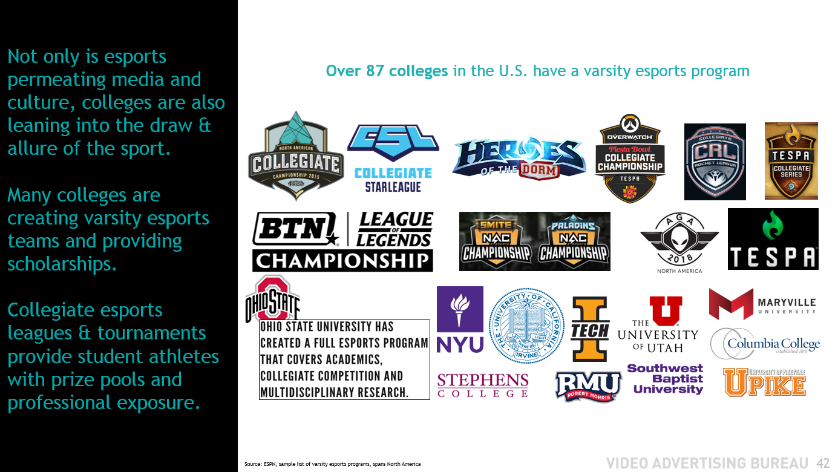 Not only is esports
permeating media and
culture, colleges are also
leaning into the draw &
allure of the sport.
Many colleges are
creating varsity esports
teams and providing
scholarships.
Collegiate esports
leagues & tournaments
provide student athletes
with prize pools and
professional exposure.
Over 87 colleges in the U.S. have a varsity esports program
NORTH AMERICAN
COLLEGIATE
CHAMPIONSHIP 2015
ESL
COLLEGIATE
STARLEAGUE
HEROES
OF THE DORM
OVERWATCH
Fiesta Bowl
COLLEGIATE
CHAMPIONSHIP
TESPA
COLLEGIATE
CRL
ROCKET LEAGUE
TESPA
COLLEGIATE
SERIES
BTN
LEAGUE
OF
LEGENDS
CHAMPIONSHIP
SMITE
NAC
CHAMPIONSHIP
PALADINS
NAC
CHAMPIONSHIP
AGA
2018
NORTH AMERICA
TESPA
OHIO STATE
OHIO STATE UNIVERSITY HAS
CREATED A FULL ESPORTS PROGRAM
THAT COVERS ACADEMICS,
COLLEGIATE COMPETITION AND
MULTIDISCIPLINARY RESEARCH.
NYU
THE UNIVERSITY OF CALIFORNIA
IRVINE
I
TECH
U
THE
UNIVERSITY
OF UTAH
MARYVILLE
UNIVERSITY
Columbia College
established 1851
STEPHENS
COLLEGE
RMU
ROBERT MORRIS
Southwest
Baptist
University
UNIVERSITY OF PIKEVILLE
UPIKE
Source: ESPN, sample list of varsity esports programs, spans North America
VIDEO ADVERTISING BUREAU 42